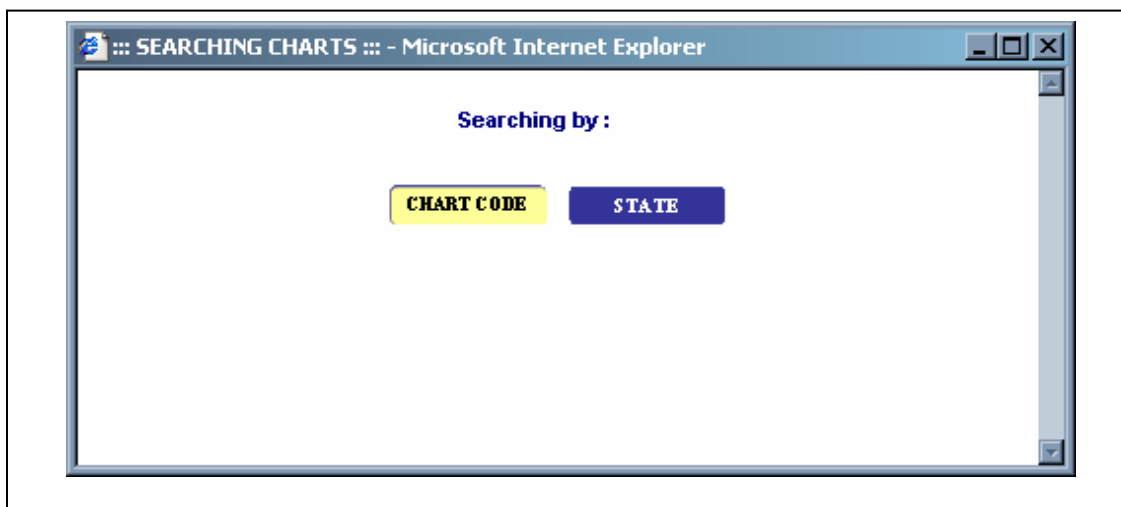 ::: SEARCHING CHARTS ::: - Microsoft Internet Explorer
Searching by :
CHART CODE STATE